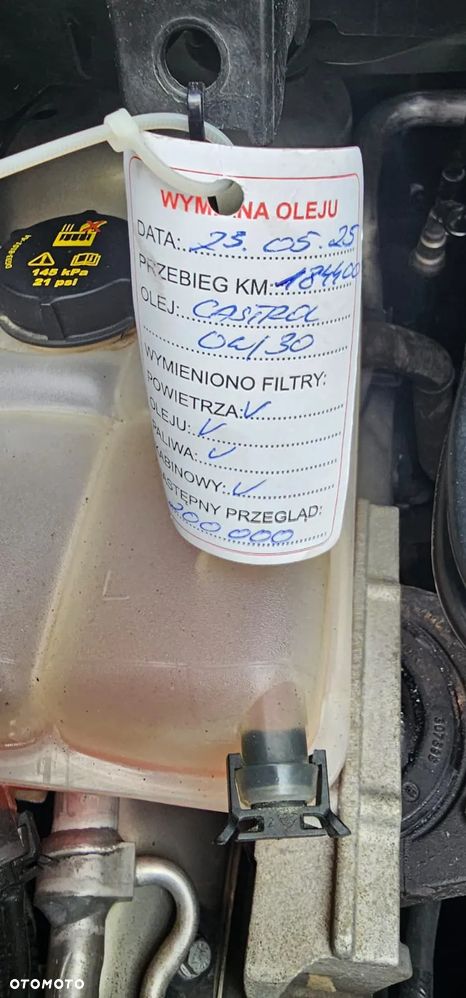 145 kPa
21 psi
WYMIANA OLEJU
DATA: 23.05.25
PRZEBIEG KM: 184400
OLEJ: CASTROL
0W/30
WYMIENIONO FILTRY:
POWIETRZA: V
OLEJU: V
PALIWA: V
KABINOWY: V
NASTĘPNY PRZEGLĄD:
200 000
L
OTOMOTO